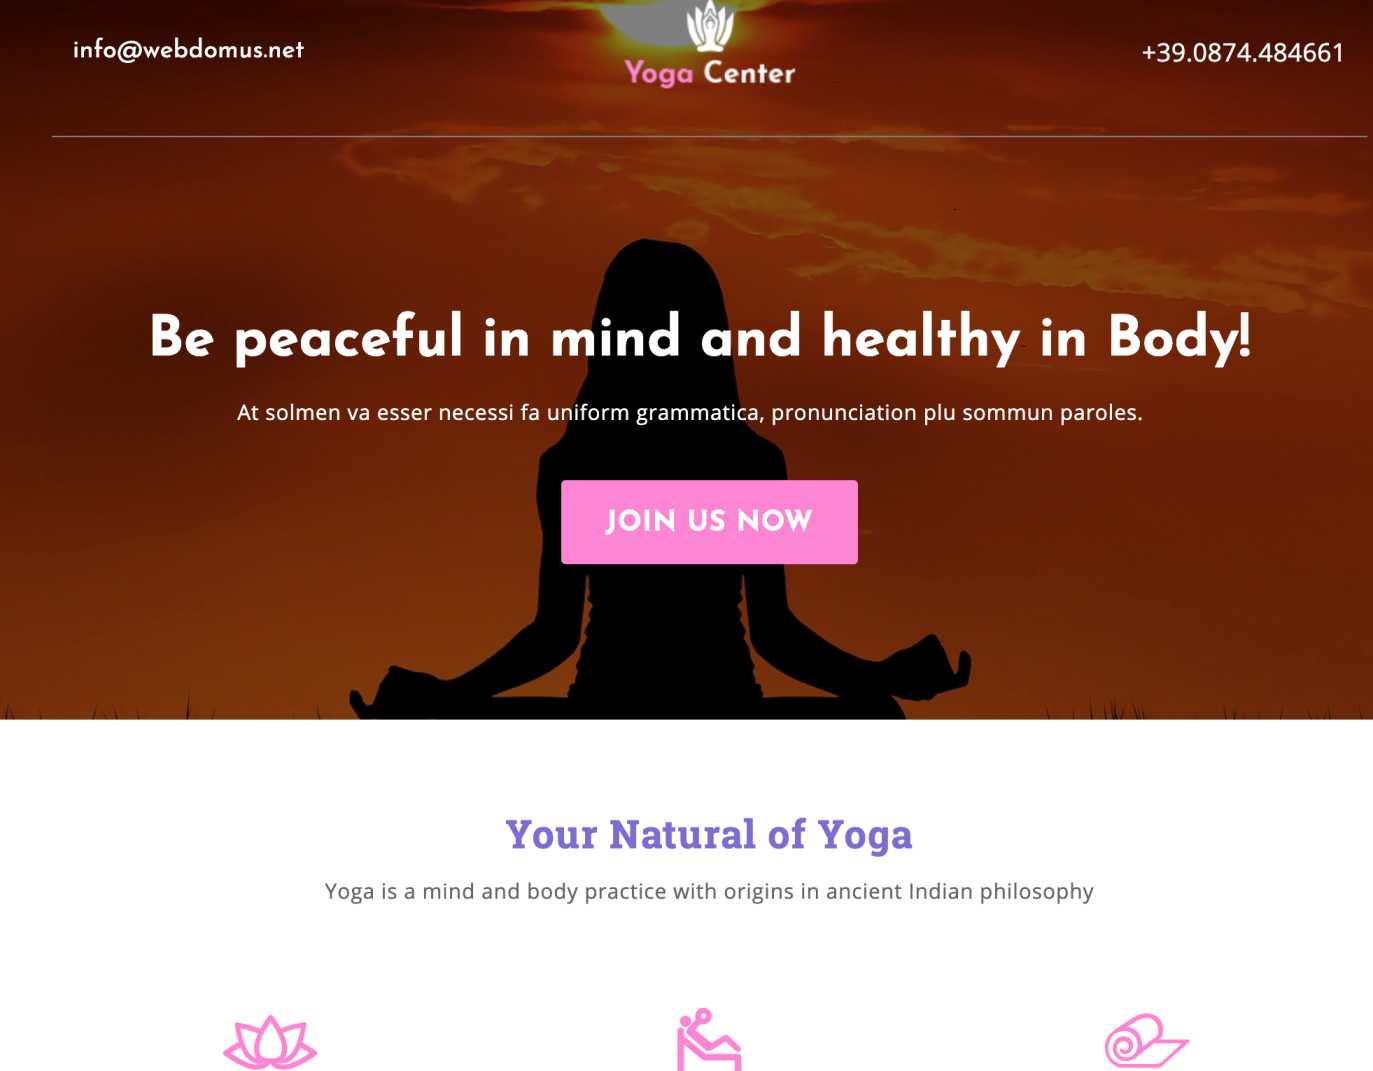 info@webdomus.net
Yoga Center
+39.0874.484661
Be peaceful in mind and healthy in Body!
At solmen va esser necessi fa uniform grammatica, pronunciation plu sommun paroles.
JOIN US NOW
Your Natural of Yoga
Yoga is a mind and body practice with origins in ancient Indian philosophy